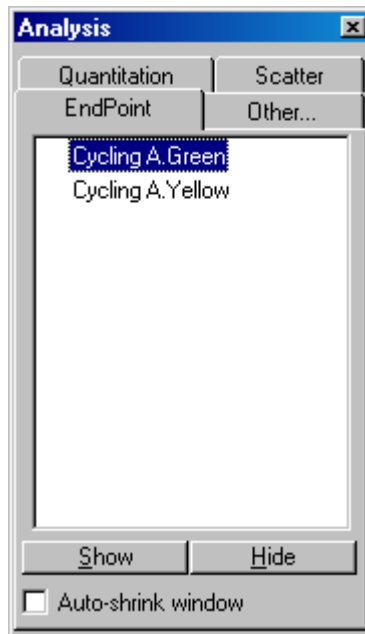 Analysis
Quantitation Scatter
EndPoint Other...
Cycling A.Green
Cycling A.Yellow
Show Hide
Auto-shrink window